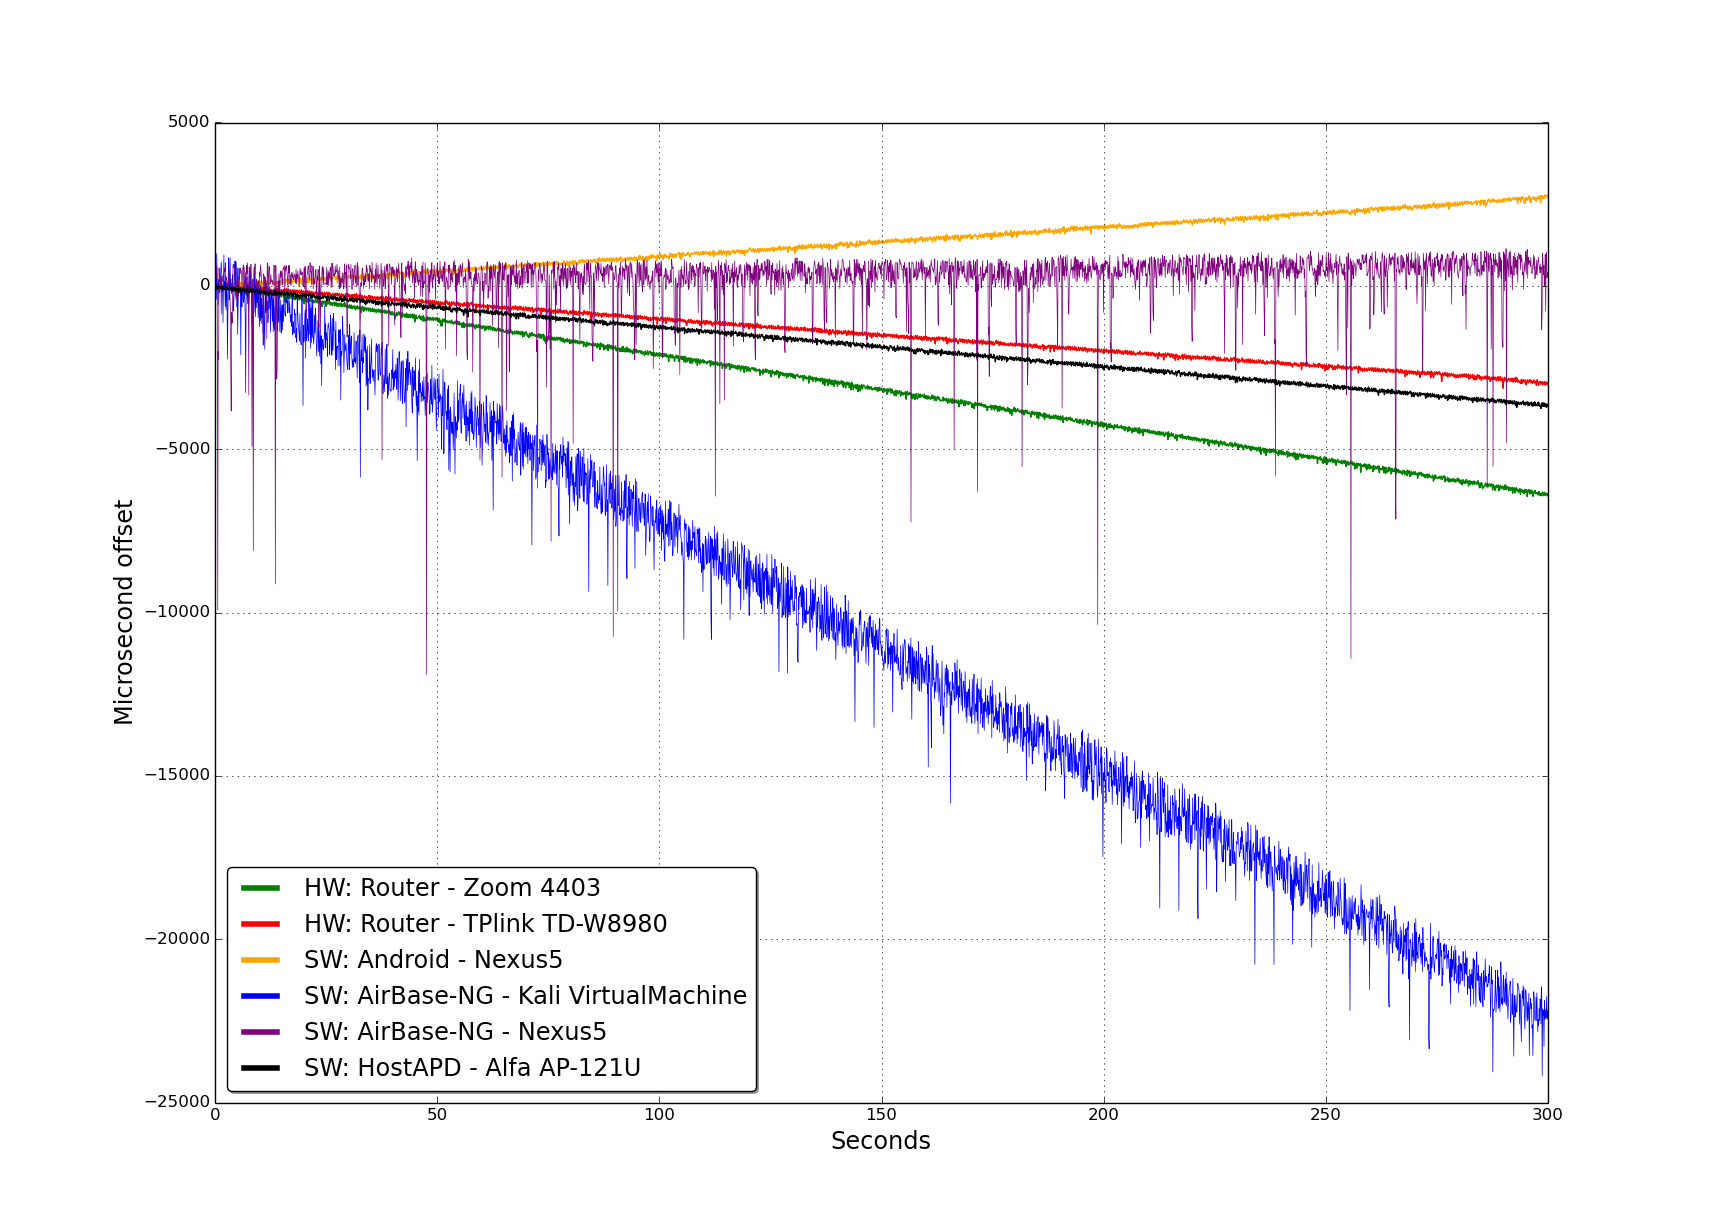 5000
0
−5000
−10000
−15000
−20000
−25000
Microsecond offset
HW: Router - Zoom 4403
HW: Router - TPlink TD-W8980
SW: Android - Nexus5
SW: AirBase-NG - Kali VirtualMachine
SW: AirBase-NG - Nexus5
SW: HostAPD - Alfa AP-121U
0 50 100 150 200 250 300
Seconds